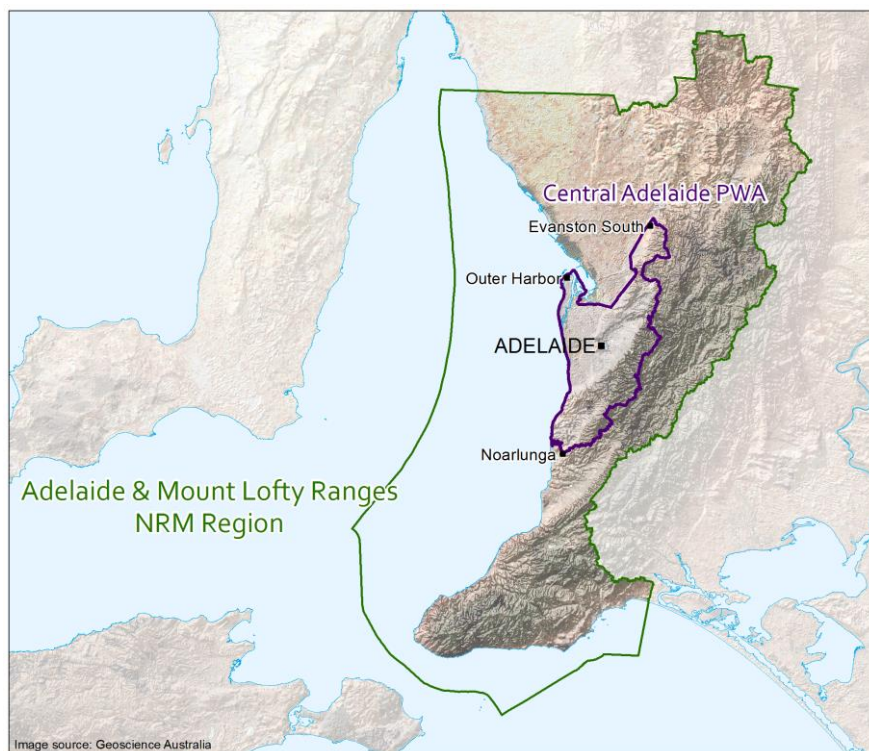 Central Adelaide PWA
Evanston South
Outer Harbor
ADELAIDE
Noarlunga
Adelaide & Mount Lofty Ranges
NRM Region
Image source: Geoscience Australia